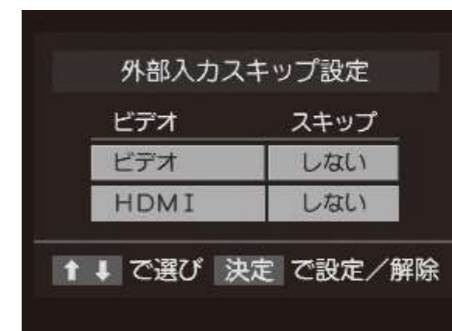 外部入力スキップ設定
ビデオ スキップ
ビデオ しない
HDMI しない
⬆⬇ で選び 決定 で設定／解除